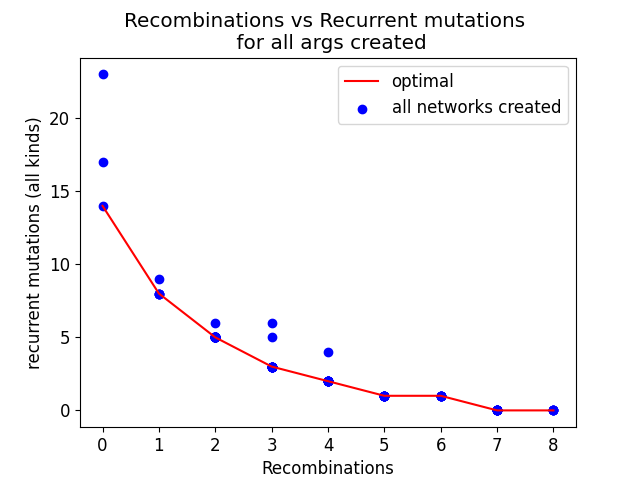 Recombinations vs Recurrent mutations
for all args created
optimal
all networks created
recurrent mutations (all kinds)
20
15
10
5
0
0 1 2 3 4 5 6 7 8
Recombinations